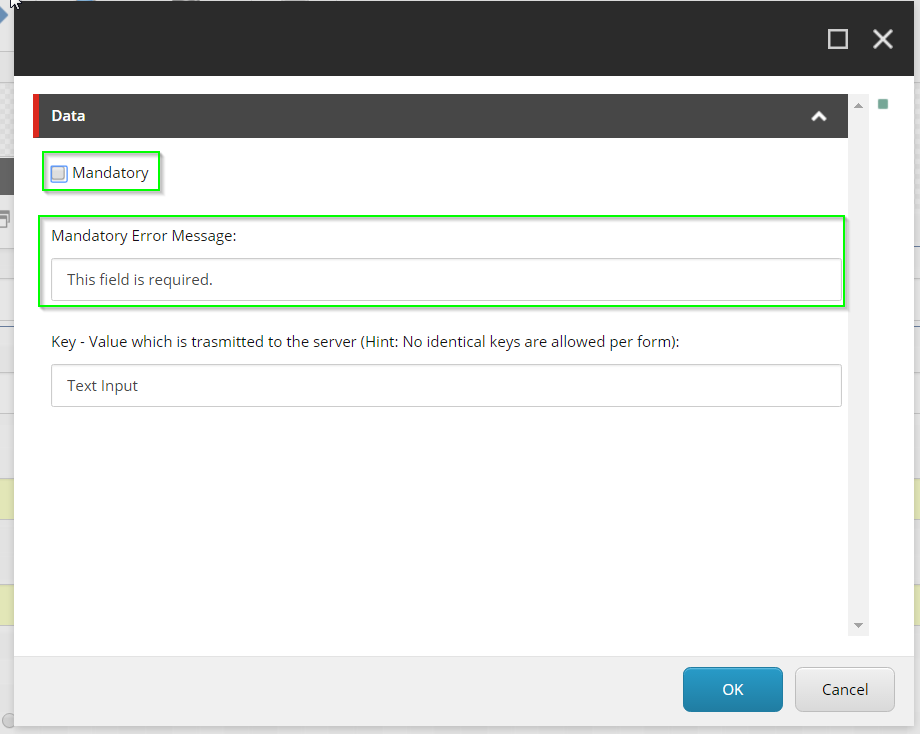 Data
Mandatory
Mandatory Error Message:
This field is required.
Key - Value which is trasmitted to the server (Hint: No identical keys are allowed per form):
Text Input
OK
Cancel